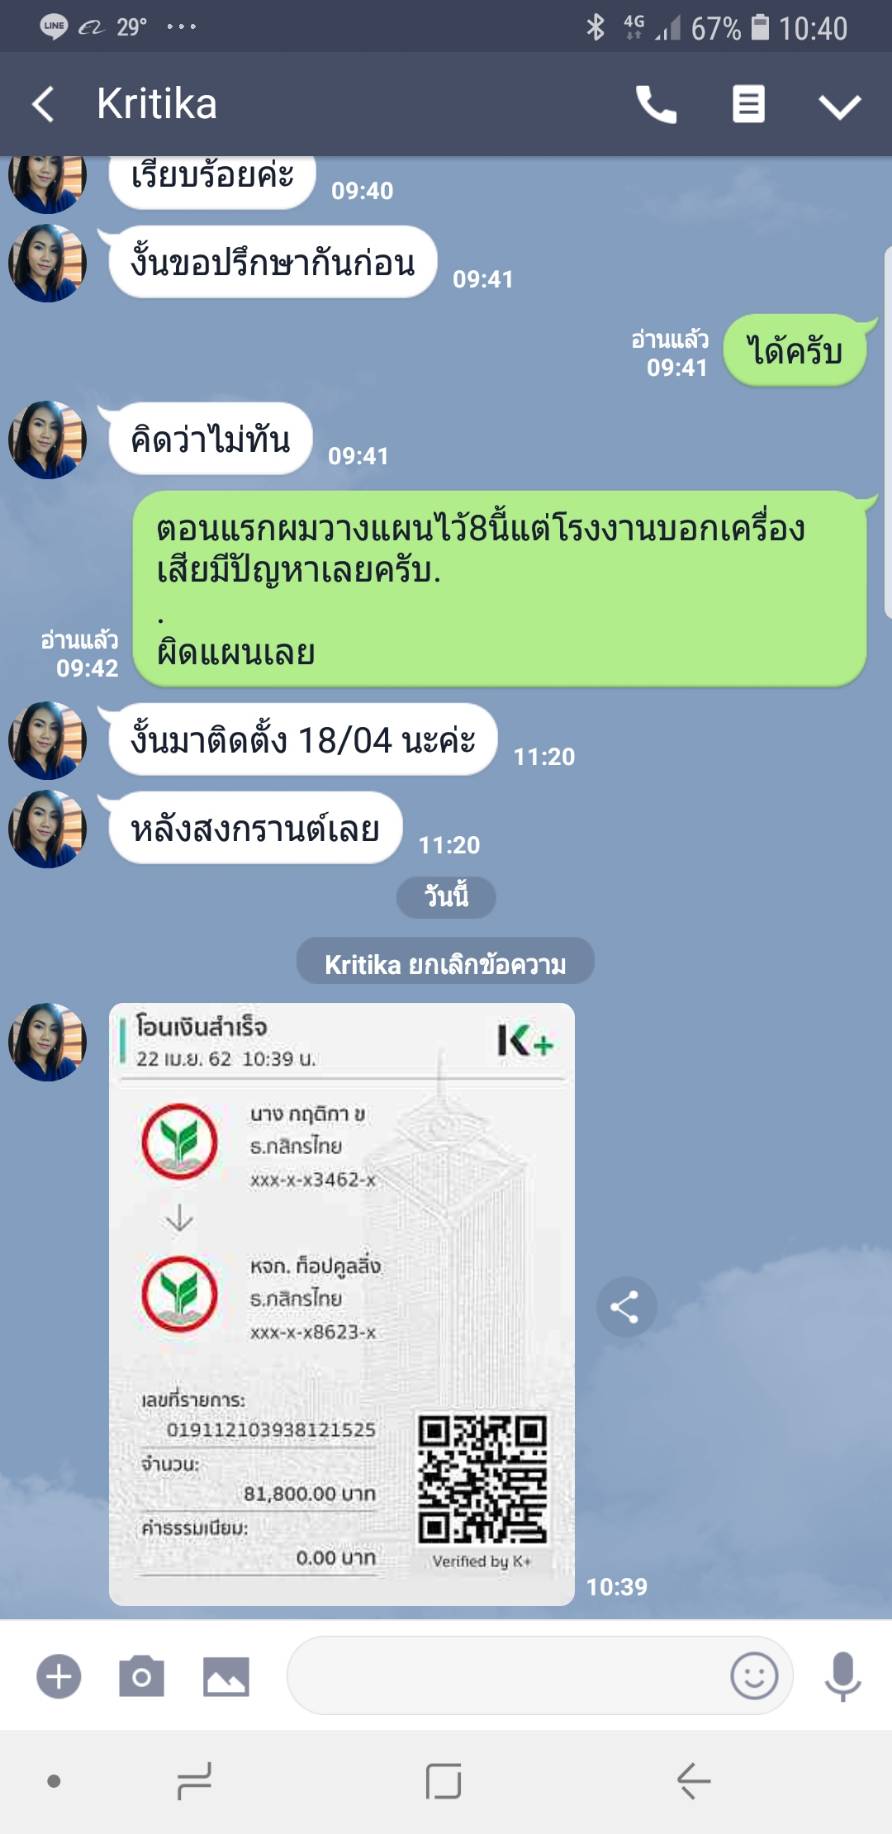 LINE 29° ... 4G 67% 10:40
Kritika
เรียบร้อยค่ะ 09:40
งั้นขอปรึกษากันก่อน 09:41
อ่านแล้ว 09:41 ได้ครับ
คิดว่าไม่ทัน 09:41
ตอนแรกผมวางแผนไว้8นี้แต่โรงงานบอกเครื่อง
เสียมีปัญหาเลยครับ.
.
ผิดแผนเลย
อ่านแล้ว
09:42
งั้นมาติดตั้ง 18/04 นะค่ะ 11:20
หลังสงกรานต์เลย 11:20
วันนี้
Kritika ยกเลิกข้อความ
โอนเงินสำเร็จ
22 เม.ย. 62 10:39 น.
K+
นาง กฤติกา ข
ธ.กสิกรไทย
xxx-x-x3462-x
หจก. ท็อปคูลลิ่ง
ธ.กสิกรไทย
xxx-x-x8623-x
เลขที่รายการ:
019112103938121525
จำนวน:
81,800.00 บาท
ค่าธรรมเนียม:
0.00 บาท
Verified by K+
10:39